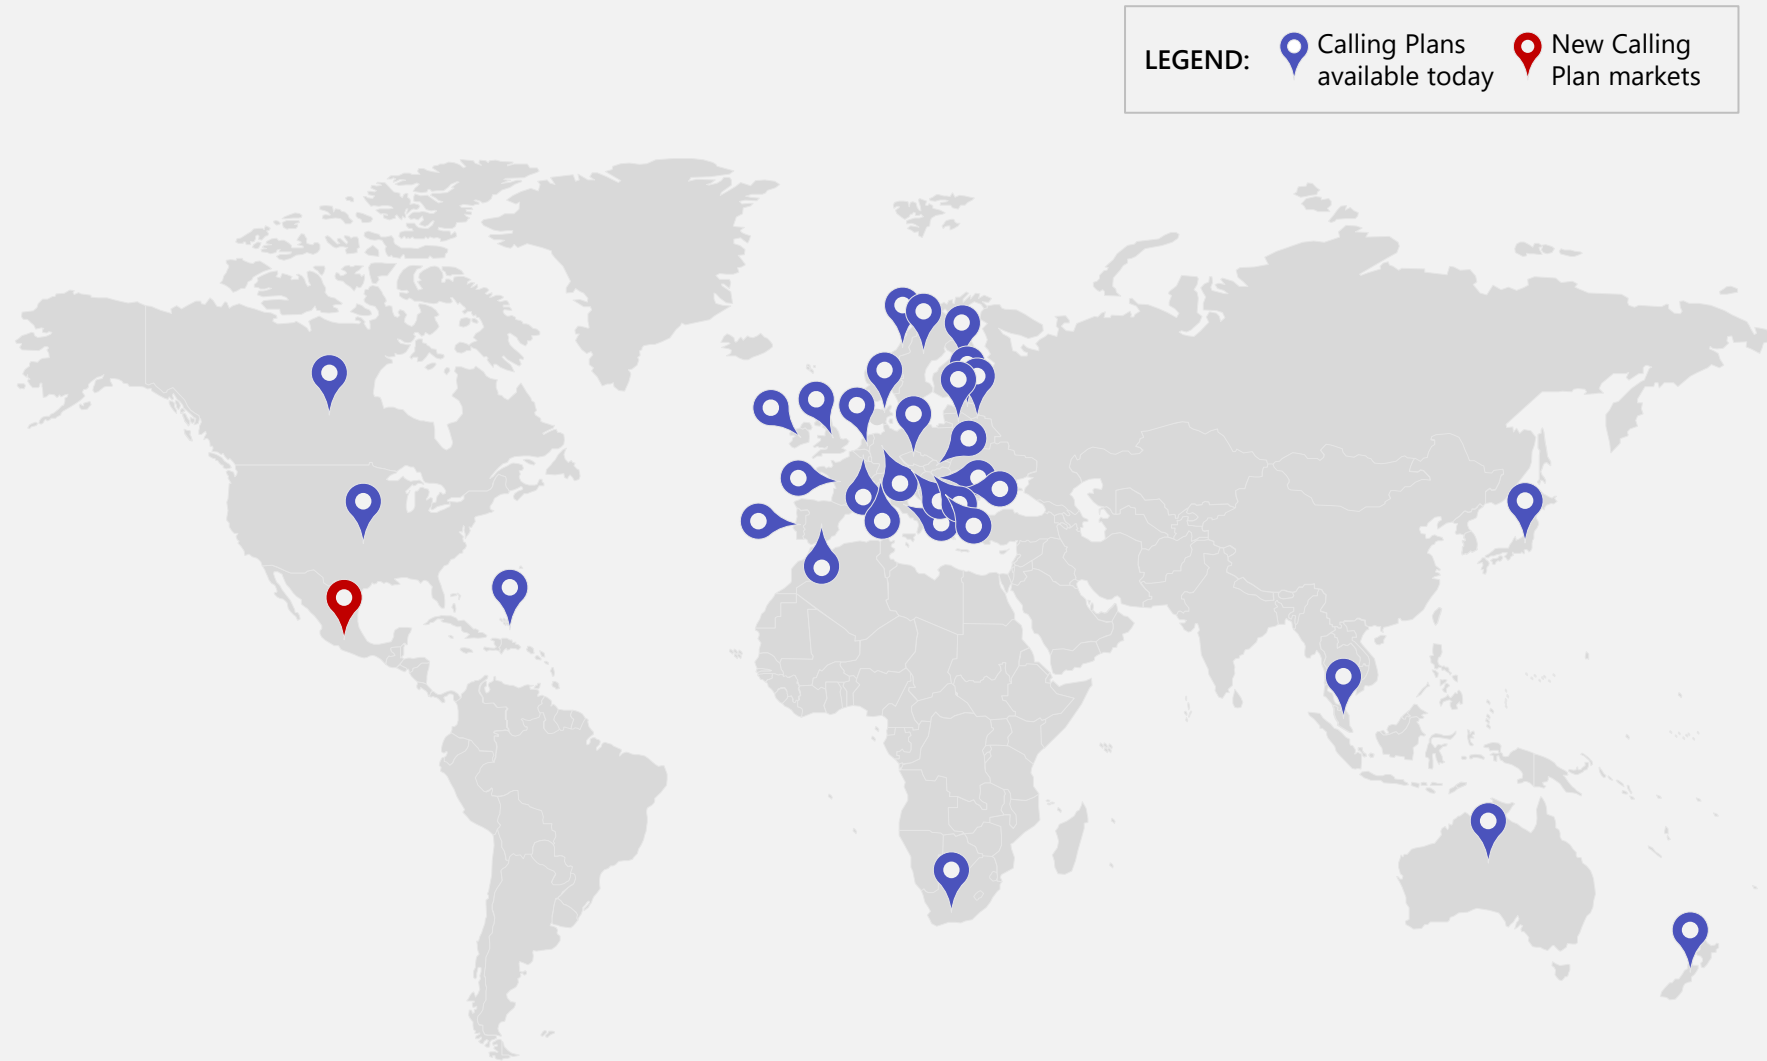 LEGEND:
Calling Plans
available today
New Calling
Plan markets